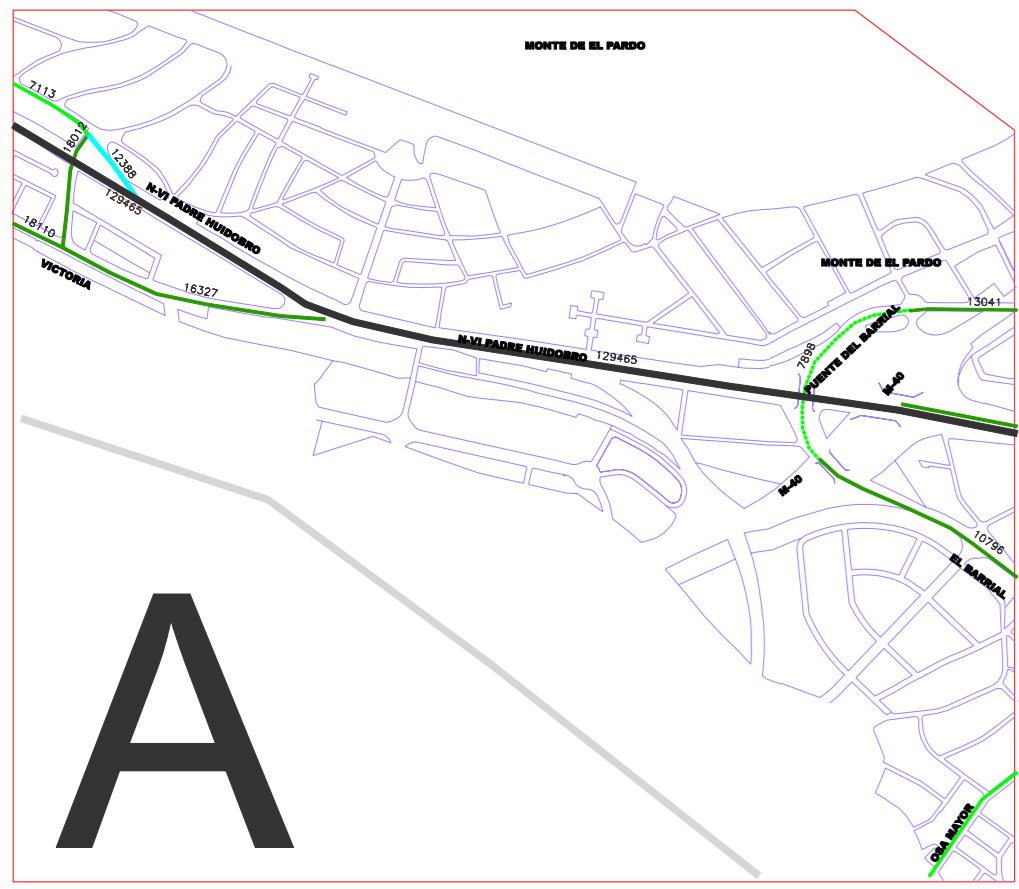 MONTE DE EL PARDO
7113
18012
12388
N-VI PADRE HUIDOBRO
129465
18110
VICTORIA
16327
MONTE DE EL PARDO
13041
PUENTE DEL BARRIAL
7898
N-VI PADRE HUIDOBRO
129465
M-40
M-40
10796
EL BARRIAL
A
OSA MAYOR